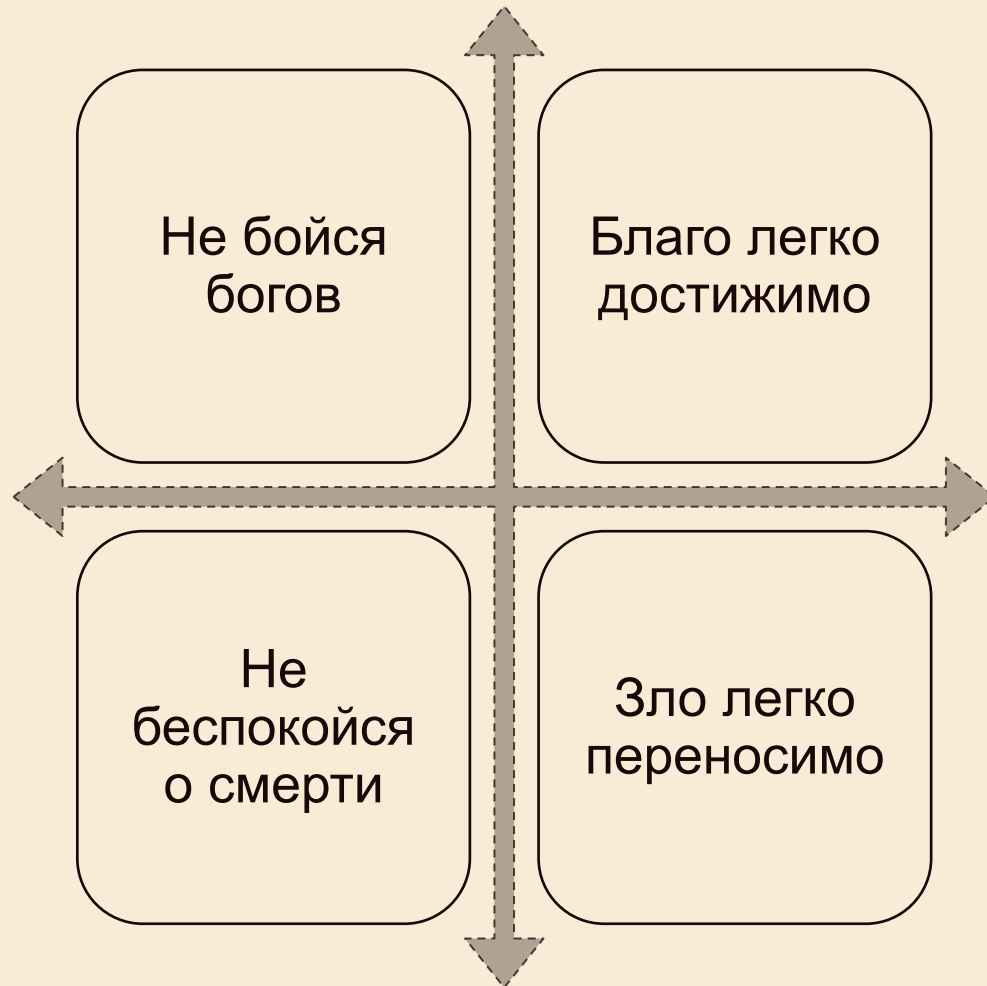 Не бойся
богов
Благо легко
достижимо
Не
беспокойся
о смерти
Зло легко
переносимо